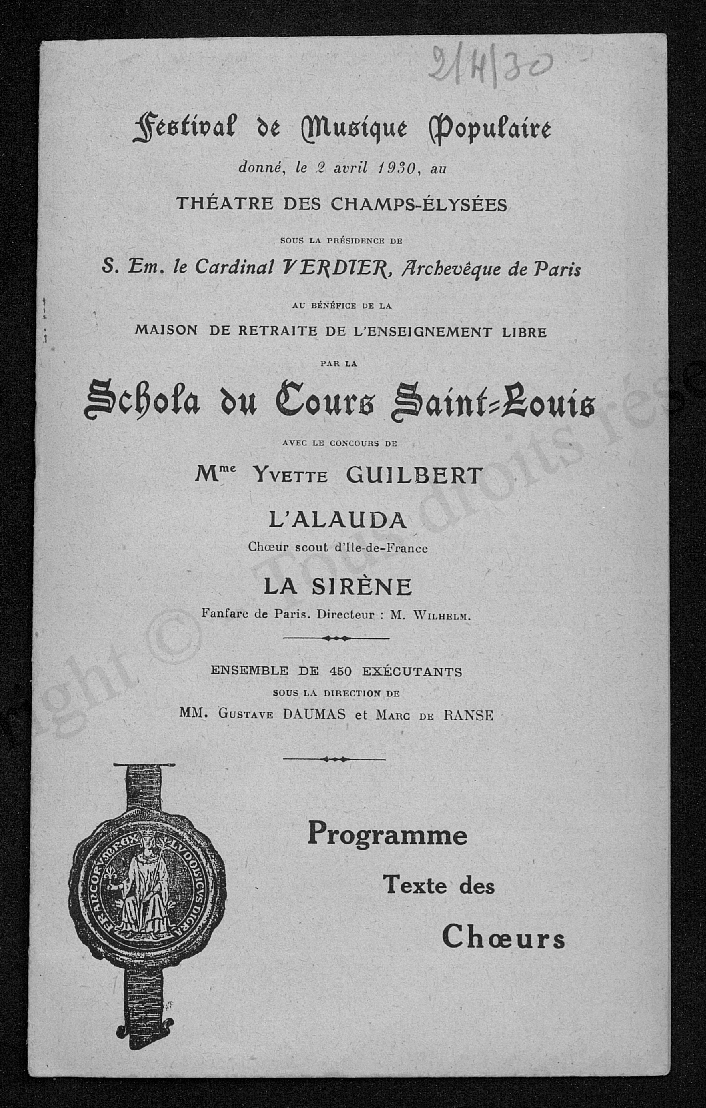 2/4/30
Festival de Musique Populaire
donné, le 2 avril 1930, au
THÉATRE DES CHAMPS-ÉLYSÉES
SOUS LA PRÉSIDENCE DE
S. Em. le Cardinal VERDIER, Archevêque de Paris
AU BÉNÉFICE DE LA
MAISON DE RETRAITE DE L'ENSEIGNEMENT LIBRE
PAR LA
Schola du Cours Saint-Louis
AVEC LE CONCOURS DE
Mme YVETTE GUILBERT
L'ALAUDA
Chœur scout d'Ile-de-France
LA SIRÈNE
Fanfare de Paris. Directeur : M. WILHELM.
ENSEMBLE DE 450 EXÉCUTANTS
SOUS LA DIRECTION DE
MM. GUSTAVE DAUMAS et MARC DE RANSE
Programme
Texte des
Chœurs
right © Tous droits rése